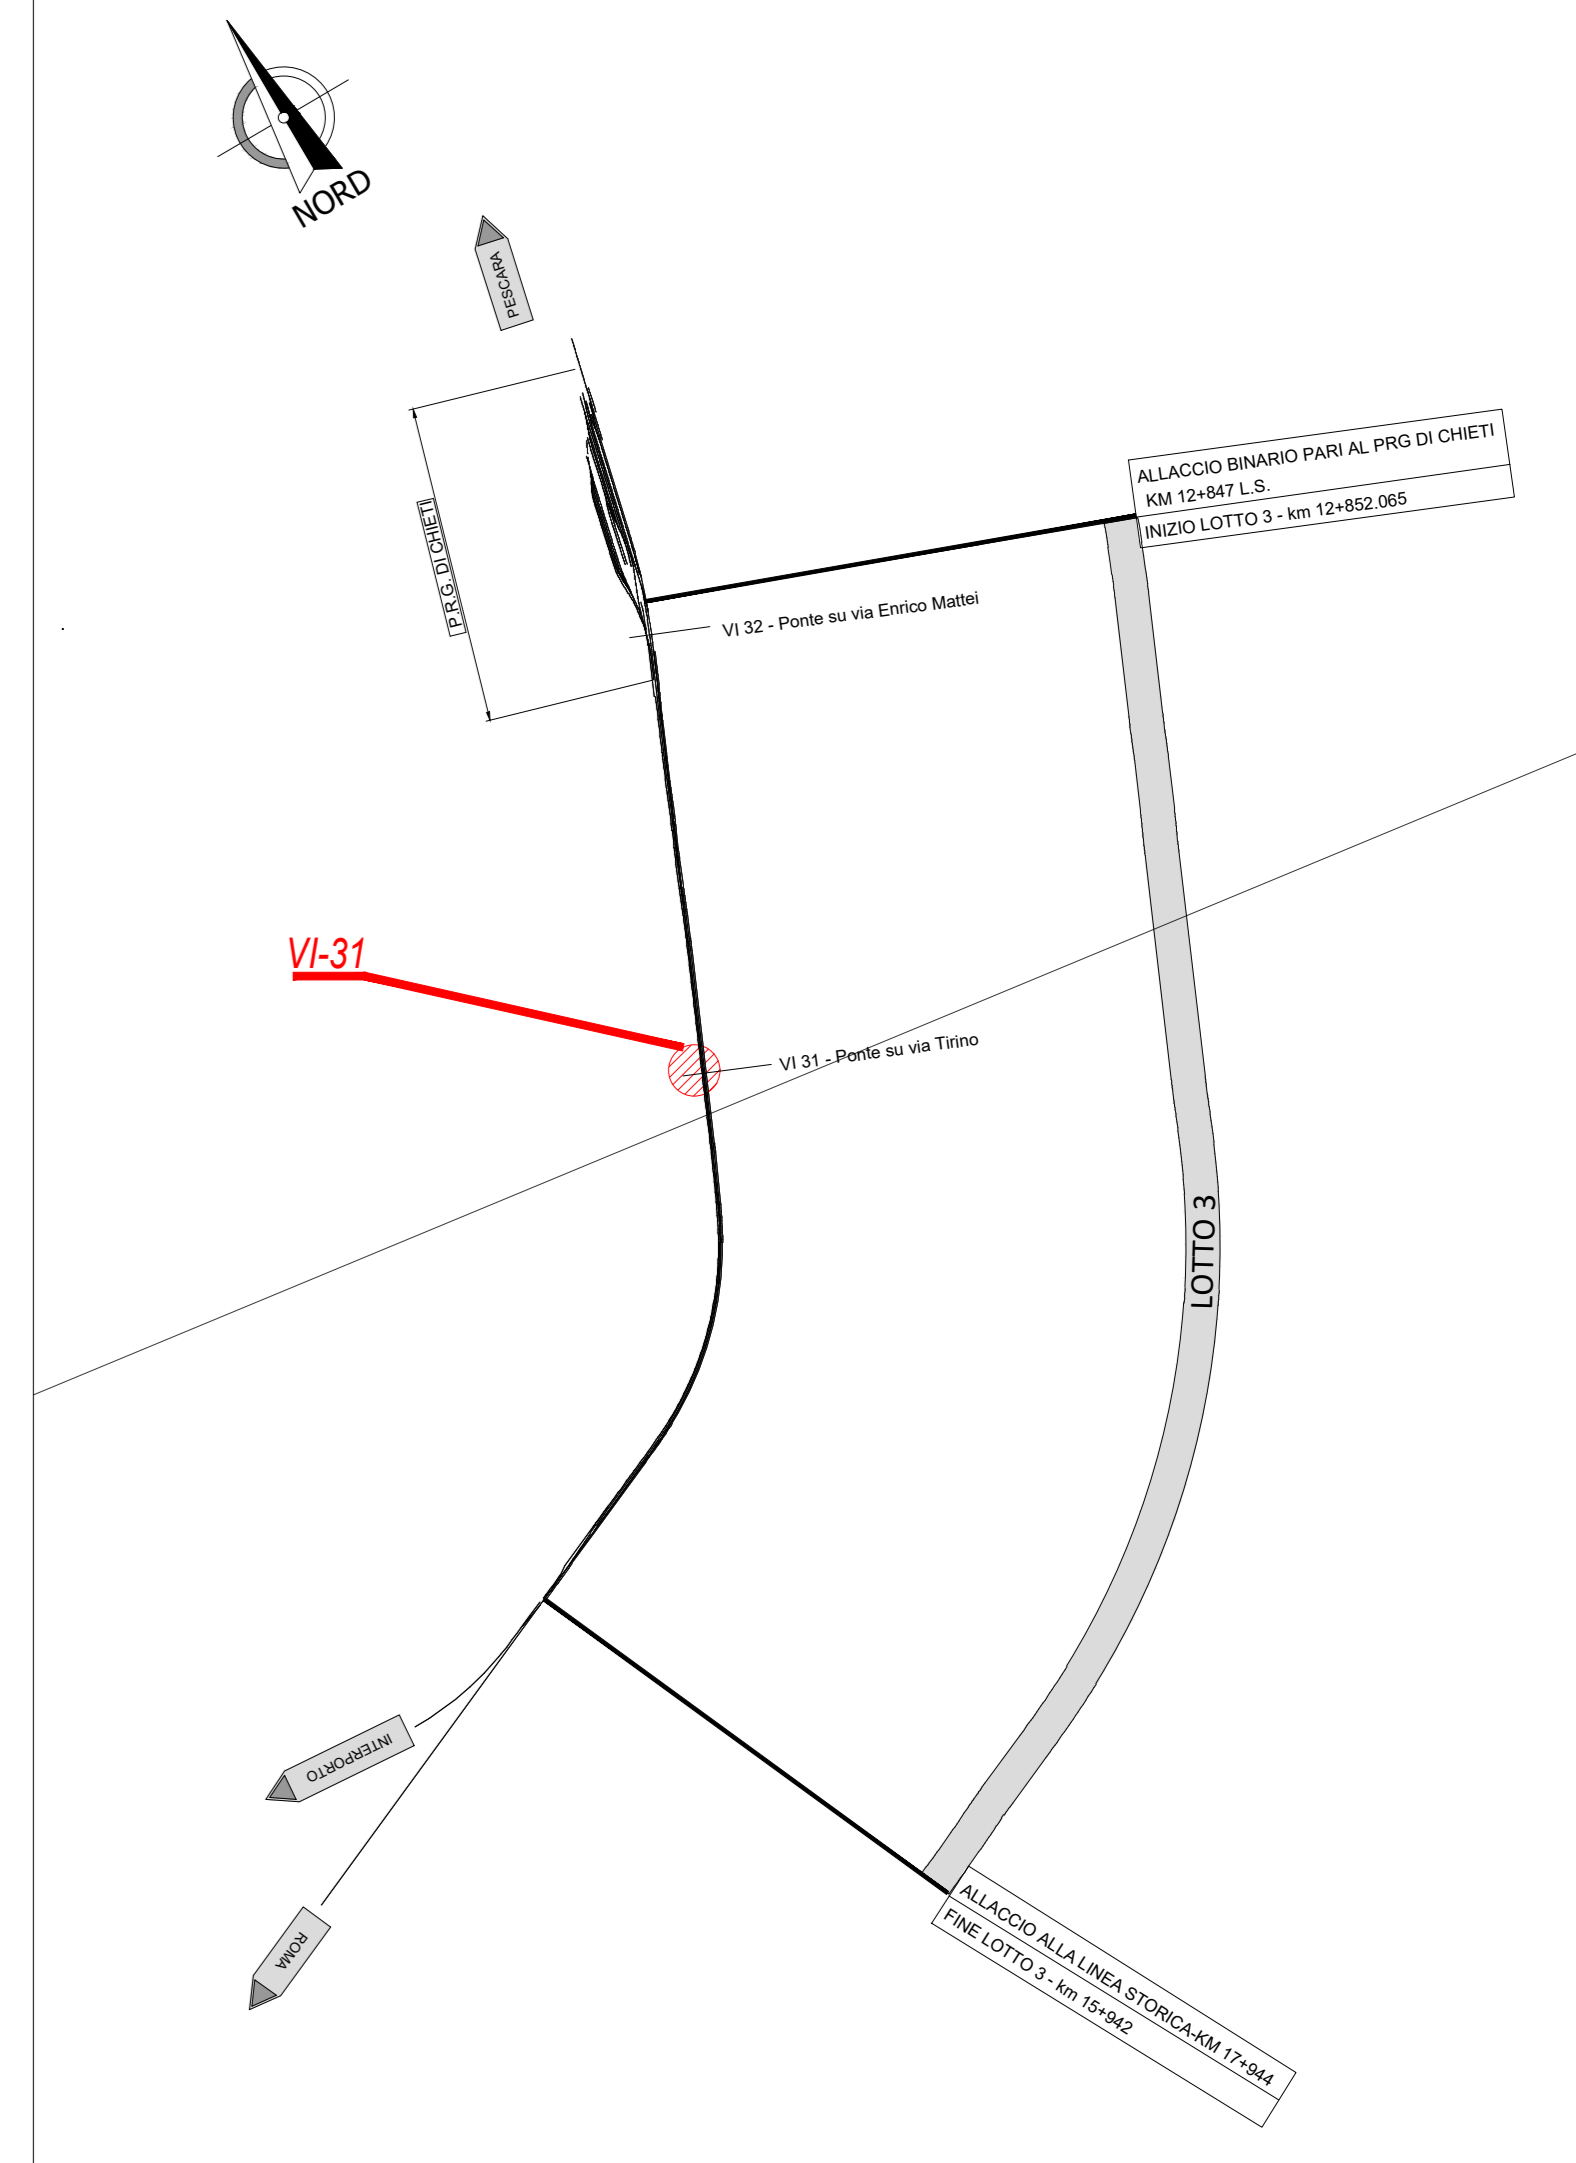 NORD
PESCARA
P.R.G. DI CHIETI
ALLACCIO BINARIO PARI AL PRG DI CHIETI
KM 12+847 L.S.
INIZIO LOTTO 3 - km 12+852.065
VI 32 - Ponte su via Enrico Mattei
VI-31
VI 31 - Ponte su via Tirino
LOTTO 3
INTERPORTO
ROMA
ALLACCIO ALLA LINEA STORICA-KM 17+944
FINE LOTTO 3 - km 15+942